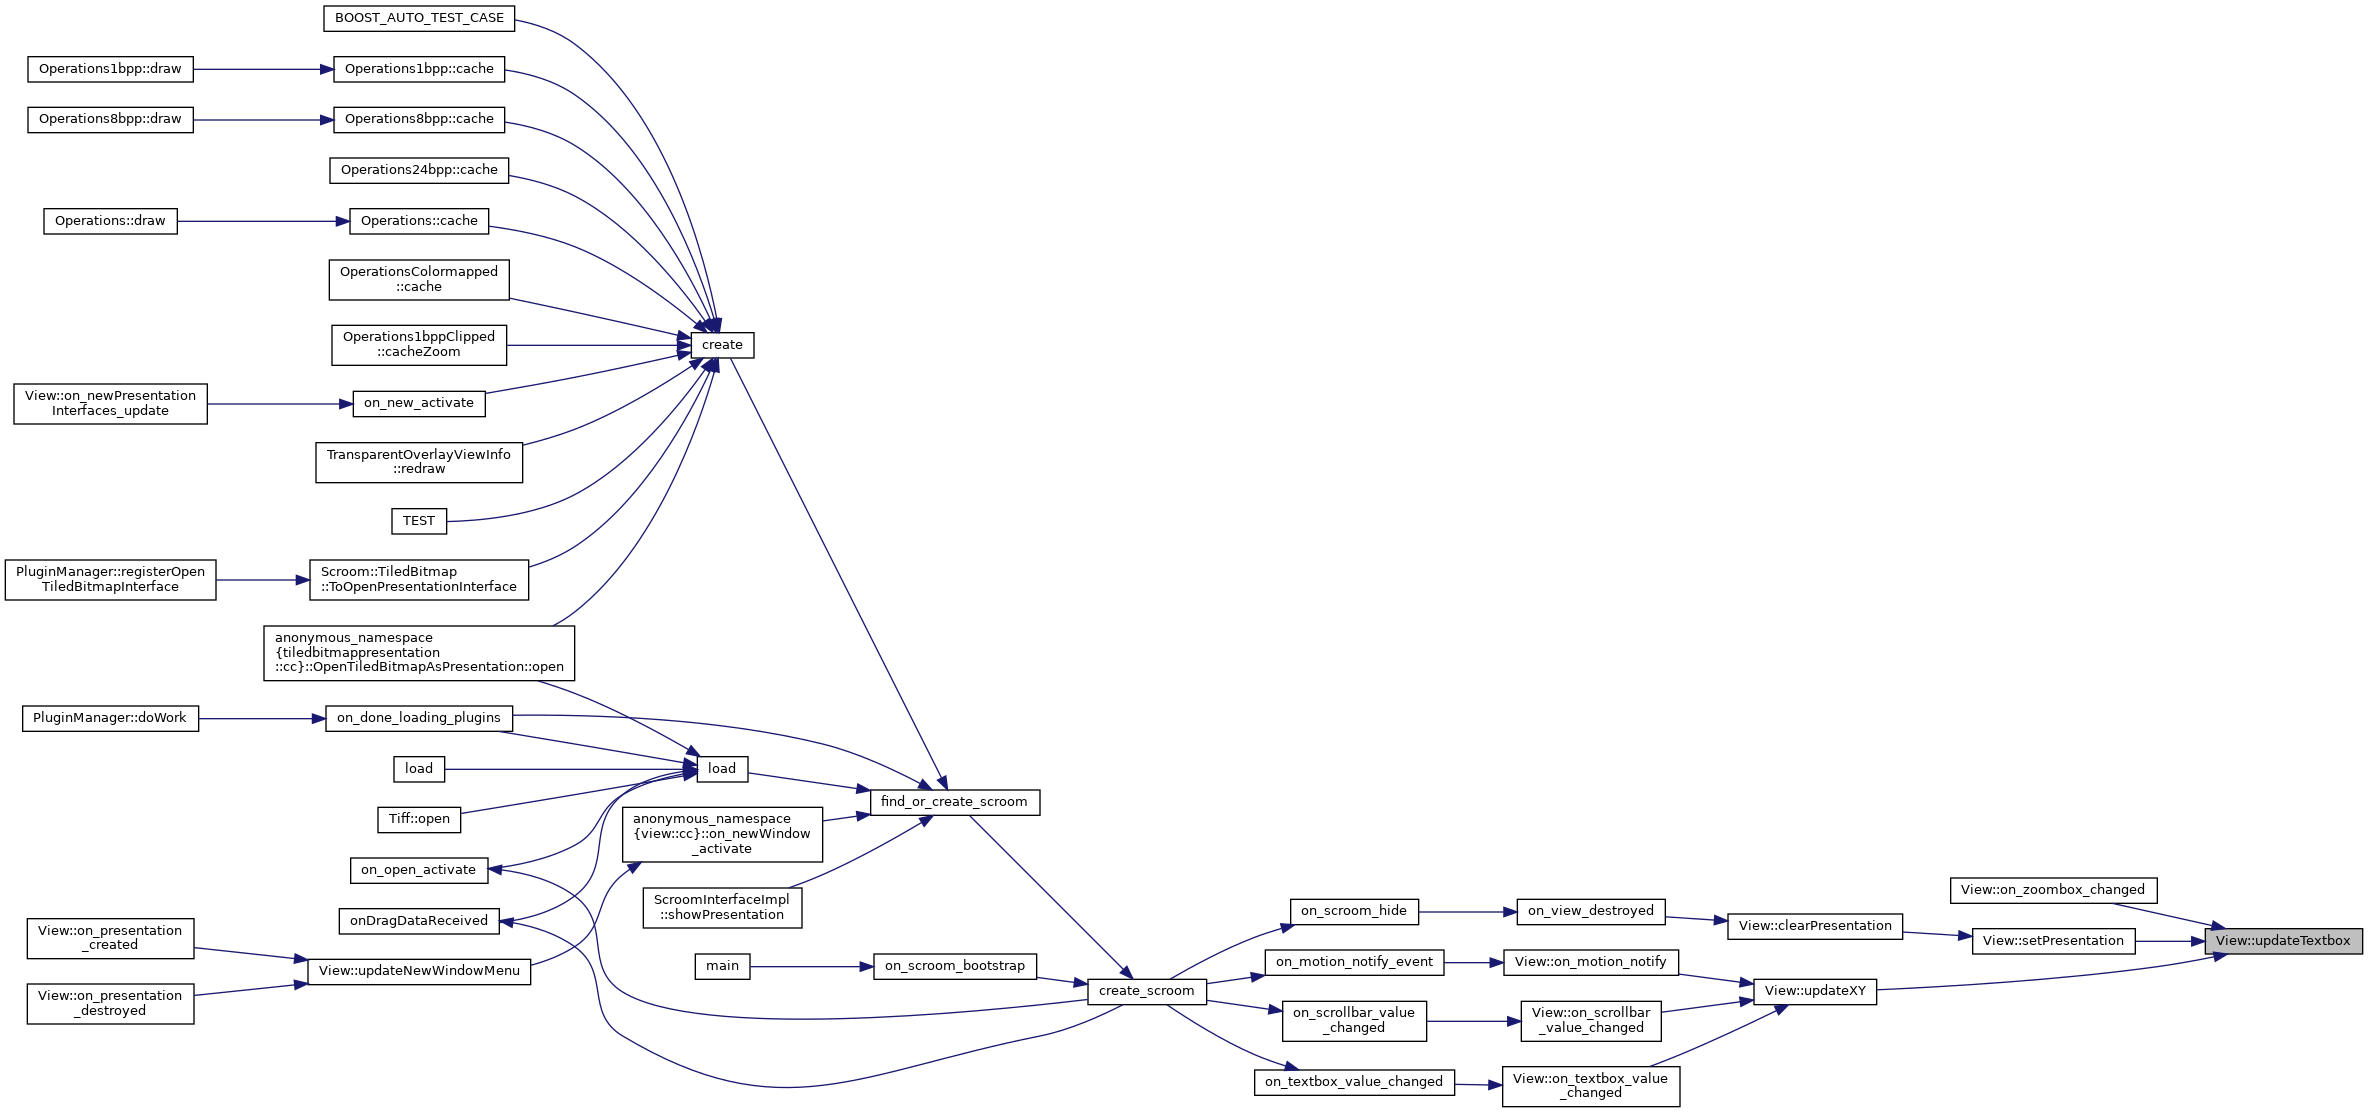 BOOST_AUTO_TEST_CASE
Operations1bpp::draw
Operations1bpp::cache
Operations8bpp::draw
Operations8bpp::cache
Operations24bpp::cache
Operations::draw
Operations::cache
OperationsColormapped
::cache
Operations1bppClipped
::cacheZoom
create
View::on_newPresentation
Interfaces_update
on_new_activate
TransparentOverlayViewInfo
::redraw
TEST
PluginManager::registerOpen
TiledBitmapInterface
Scroom::TiledBitmap
::ToOpenPresentationInterface
anonymous_namespace
{tiledbitmappresentation
::cc}::OpenTiledBitmapAsPresentation::open
PluginManager::doWork
on_done_loading_plugins
load
load
Tiff::open
find_or_create_scroom
anonymous_namespace
{view::cc}::on_newWindow
_activate
on_open_activate
ScroomInterfaceImpl
::showPresentation
onDragDataReceived
View::on_presentation
_created
View::updateNewWindowMenu
View::on_presentation
_destroyed
main
on_scroom_bootstrap
create_scroom
on_scroom_hide
on_view_destroyed
View::clearPresentation
View::setPresentation
View::on_zoombox_changed
View::updateTextbox
on_motion_notify_event
View::on_motion_notify
View::updateXY
on_scrollbar_value
_changed
View::on_scrollbar
_value_changed
on_textbox_value_changed
View::on_textbox_value
_changed